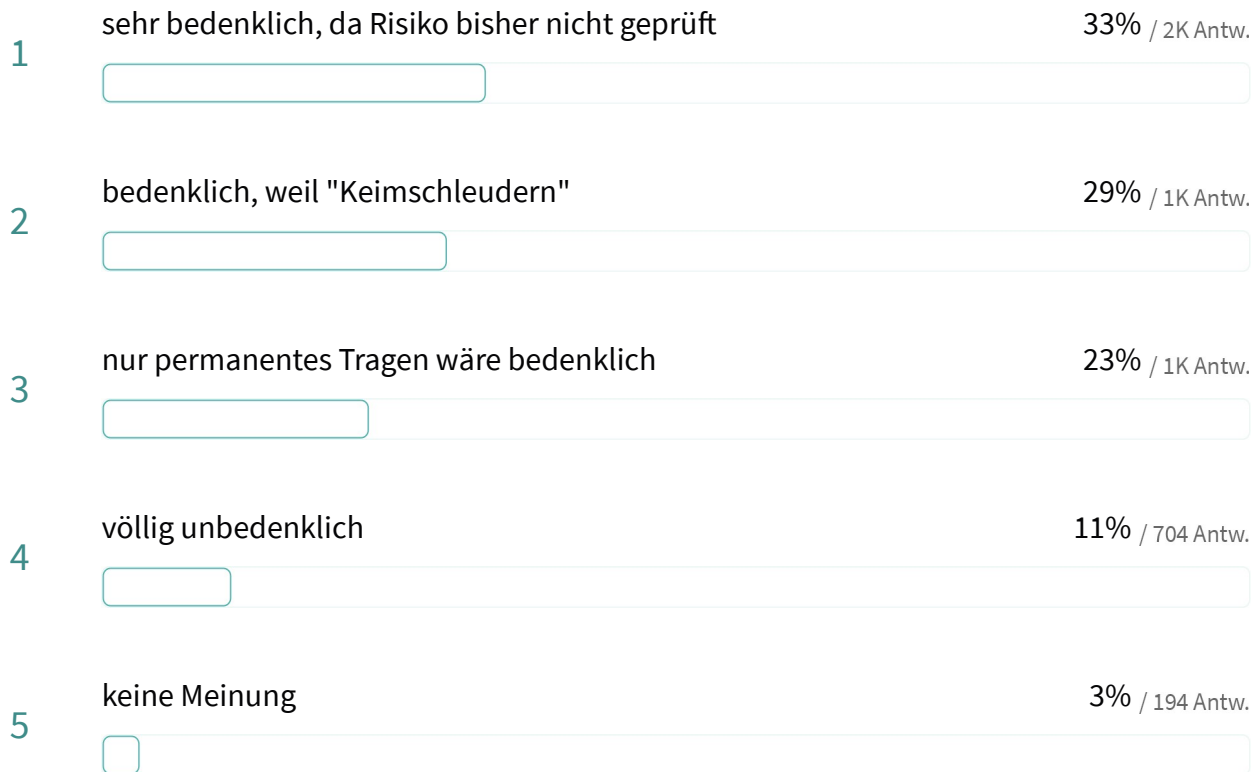 1
sehr bedenklich, da Risiko bisher nicht geprüft
33% / 2K Antw.
2
bedenklich, weil "Keimschleudern"
29% / 1K Antw.
3
nur permanentes Tragen wäre bedenklich
23% / 1K Antw.
4
völlig unbedenklich
11% / 704 Antw.
5
keine Meinung
3% / 194 Antw.